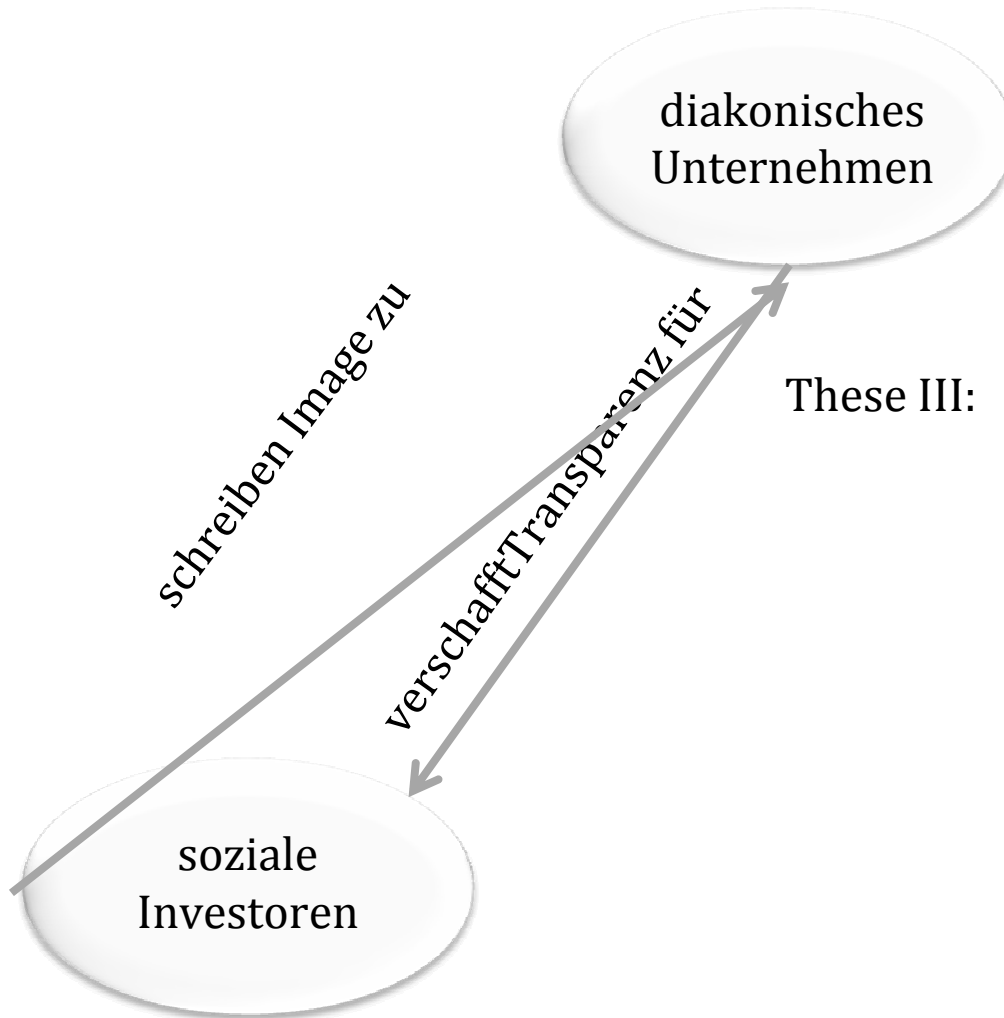 diakonisches
Unternehmen
schreiben Image zu
verschafftTransparenz für
These III:
soziale
Investoren